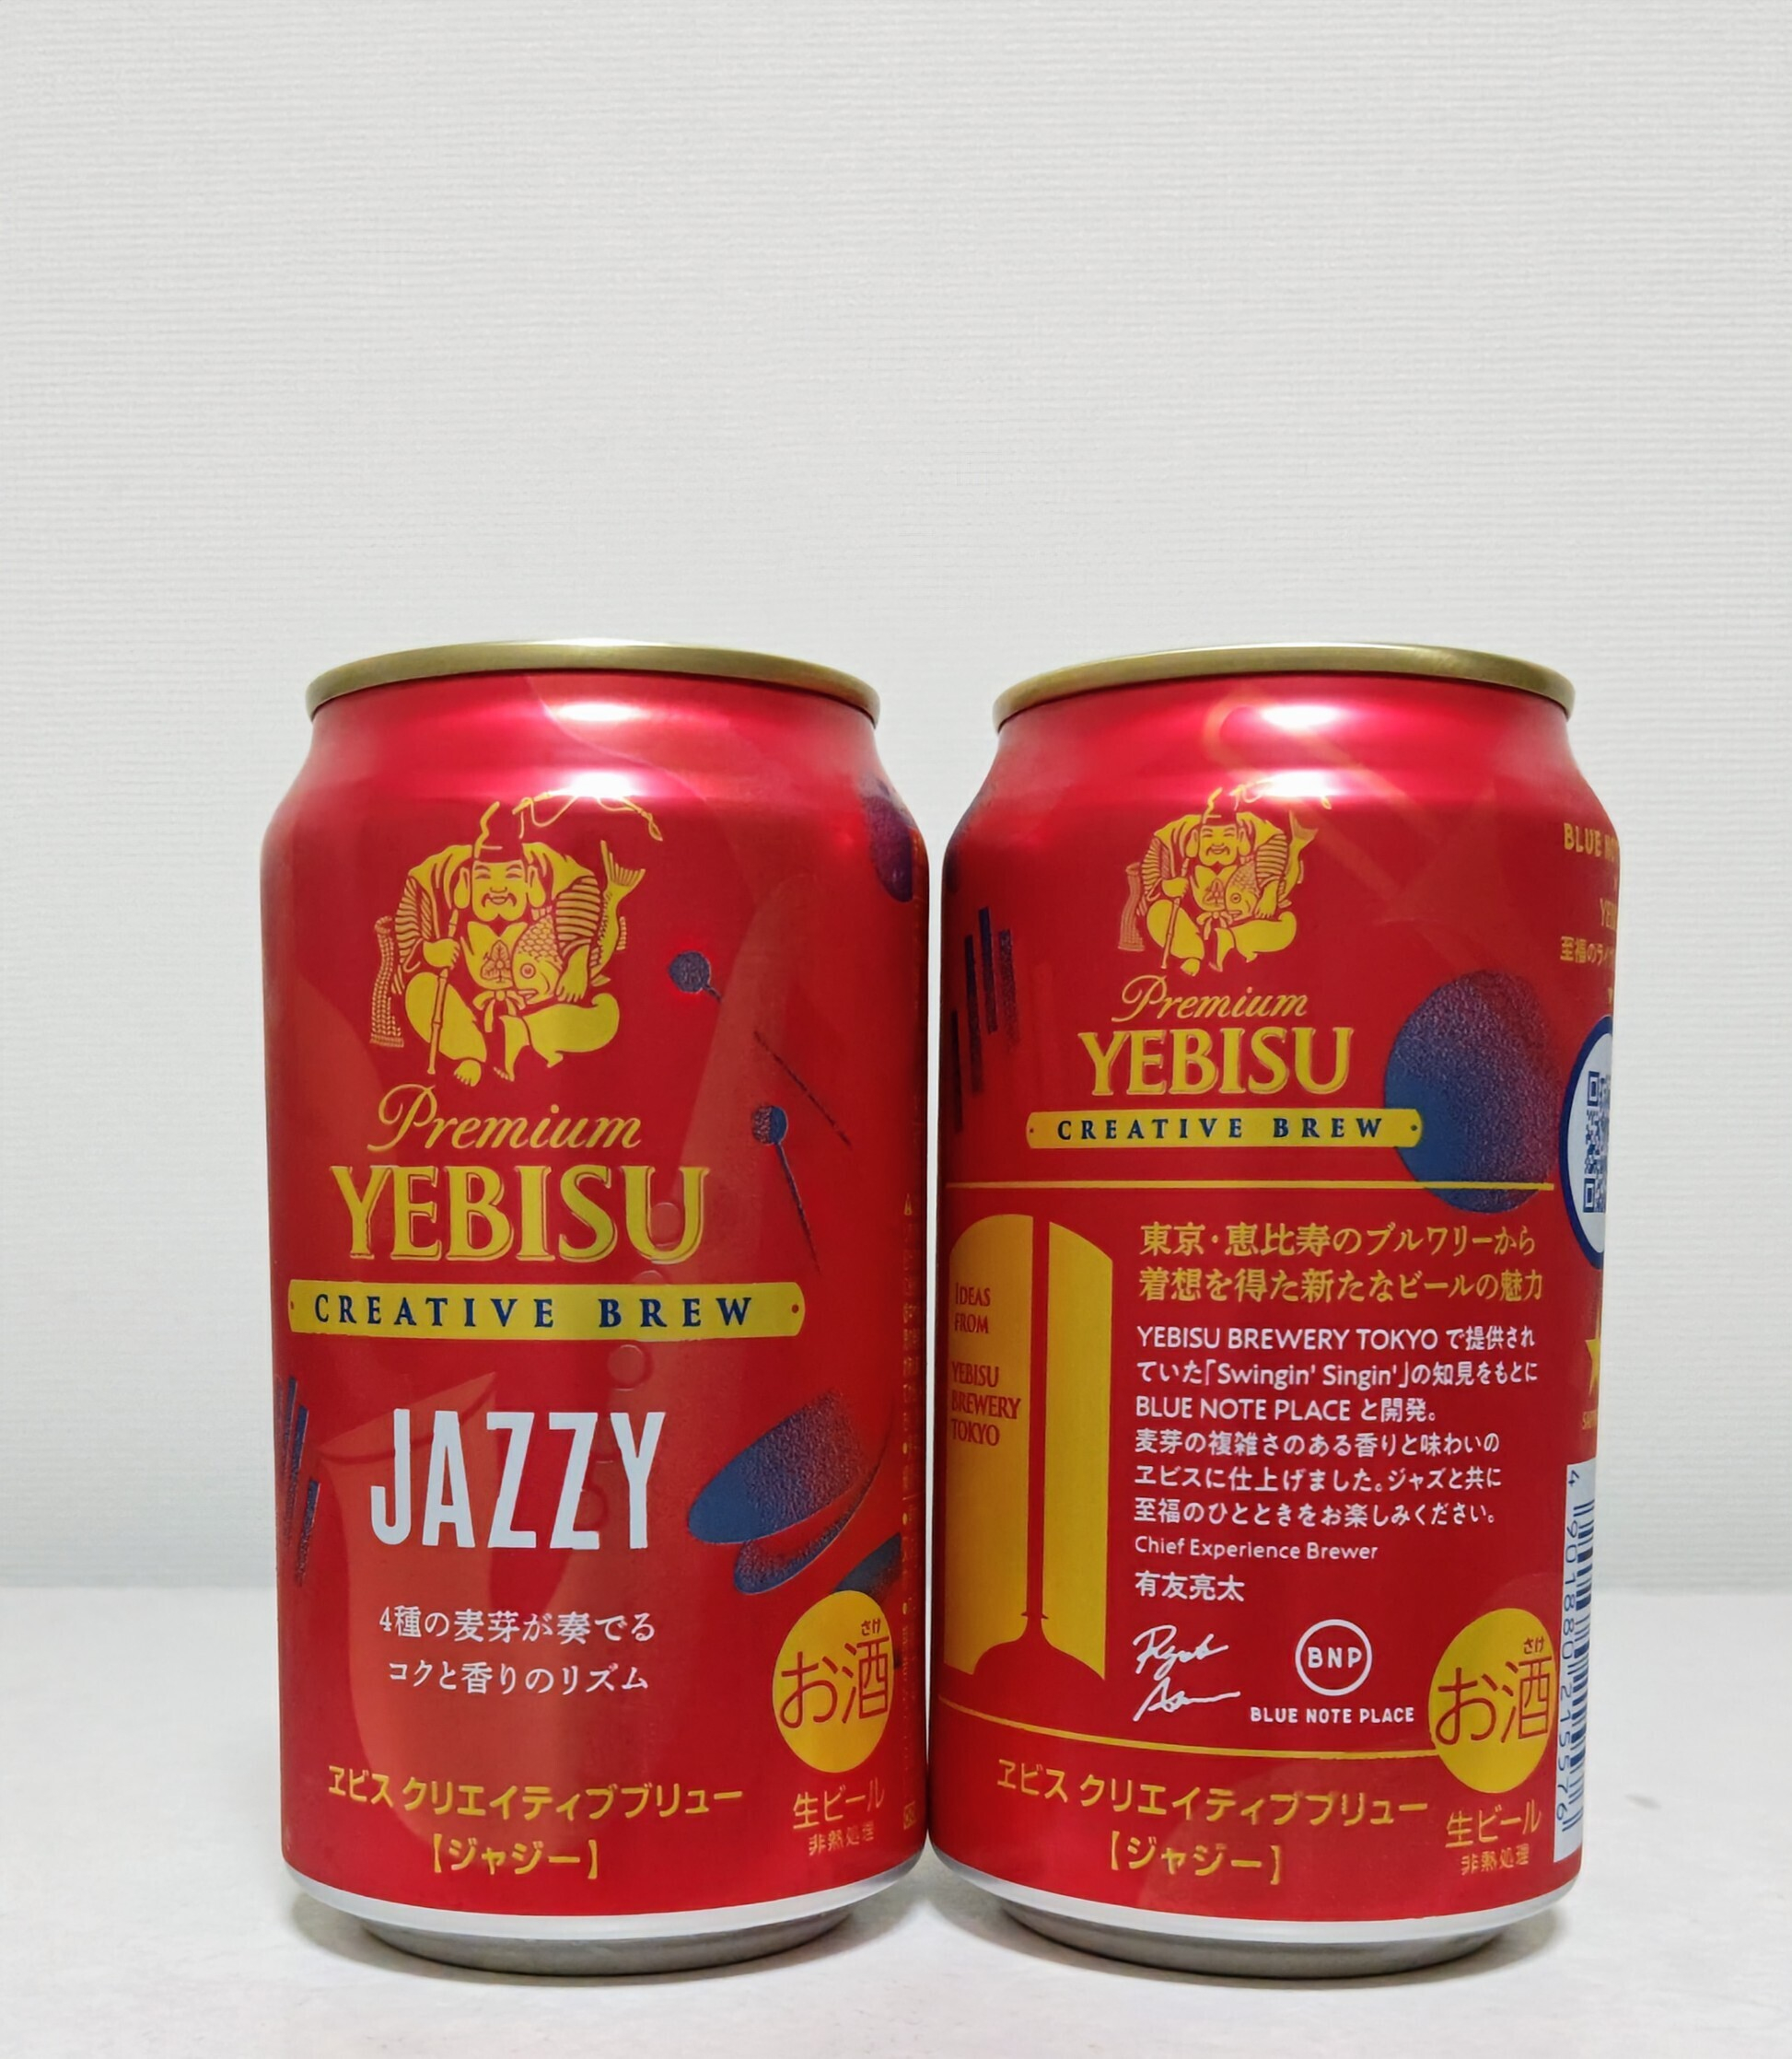 Premium
YEBISU
CREATIVE BREW
JAZZY
4種の麦芽が奏でる
コクと香りのリズム
さけ
お酒
ヱビス クリエイティブブリュー
【ジャジー】
生ビール
非熱処理
Premium
YEBISU
CREATIVE BREW
IDEAS
FROM
YEBISU
BREWERY
TOKYO
東京・恵比寿のブルワリーから
着想を得た新たなビールの魅力
YEBISU BREWERY TOKYO で提供され
ていた「Swingin' Singin'」の知見をもとに
BLUE NOTE PLACE と開発。
麦芽の複雑さのある香りと味わいの
ヱビスに仕上げました。ジャズと共に
至福のひとときをお楽しみください。
Chief Experience Brewer
有友亮太
BNP
BLUE NOTE PLACE
さけ
お酒
ヱビス クリエイティブブリュー
【ジャジー】
生ビール
非熱処理
BLUE
至福の
4 901880 215576